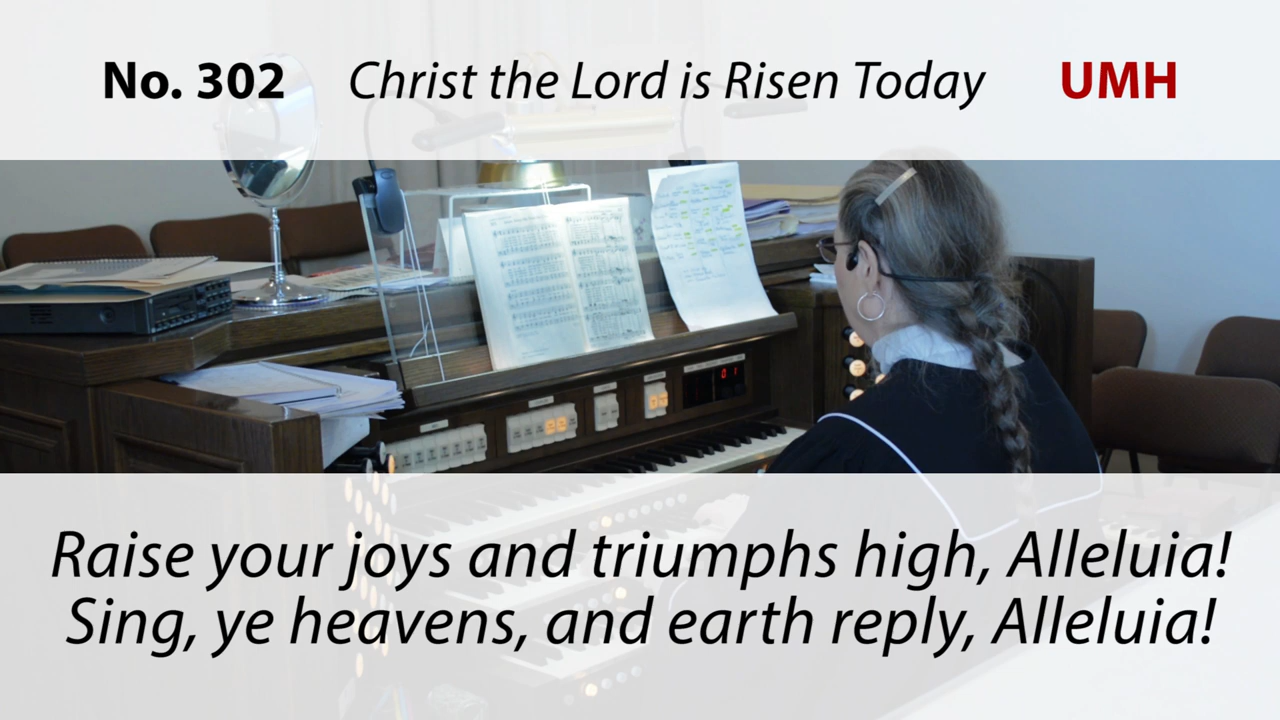 No. 302 Christ the Lord is Risen Today UMH
01
Raise your joys and triumphs high, Alleluia!
Sing, ye heavens, and earth reply, Alleluia!